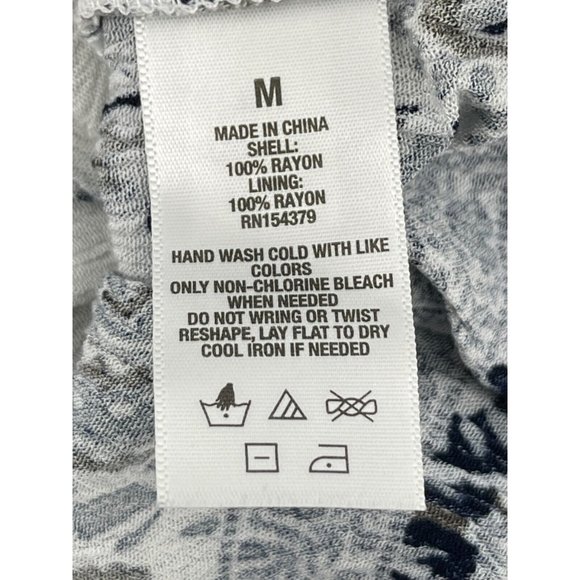 M
MADE IN CHINA
SHELL:
100% RAYON
LINING:
100% RAYON
RN154379
HAND WASH COLD WITH LIKE
COLORS
ONLY NON-CHLORINE BLEACH
WHEN NEEDED
DO NOT WRING OR TWIST
RESHAPE, LAY FLAT TO DRY
COOL IRON IF NEEDED